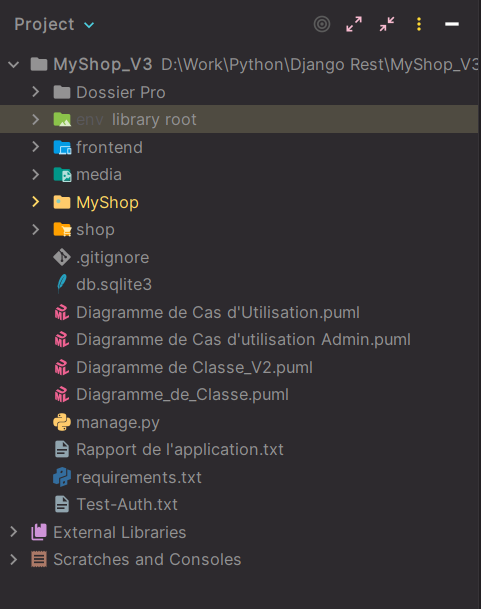 Project
MyShop_V3 D:\Work\Python\Django Rest\MyShop_V3
Dossier Pro
env library root
frontend
media
MyShop
shop
.gitignore
db.sqlite3
Diagramme de Cas d'Utilisation.puml
Diagramme de Cas d'utilisation Admin.puml
Diagramme de Classe_V2.puml
Diagramme_de_Classe.puml
manage.py
Rapport de l'application.txt
requirements.txt
Test-Auth.txt
External Libraries
Scratches and Consoles